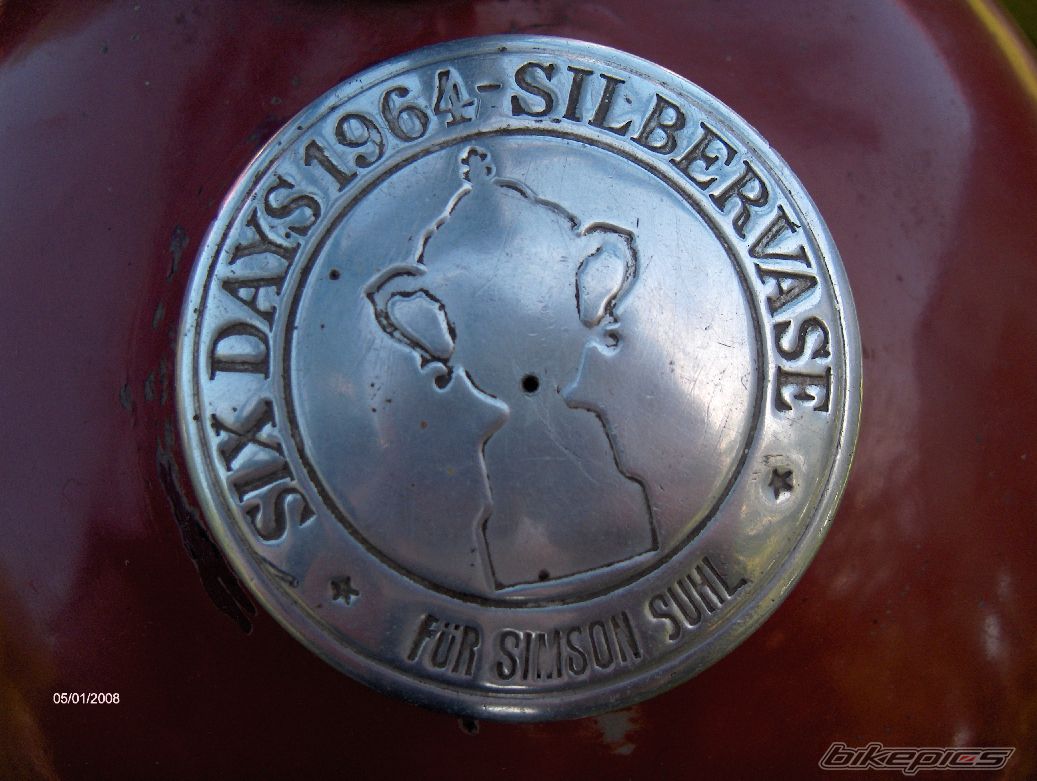 SIX DAYS 1964-SILBERVASE
FÜR SIMSON SUHL
05/01/2008
bikepics